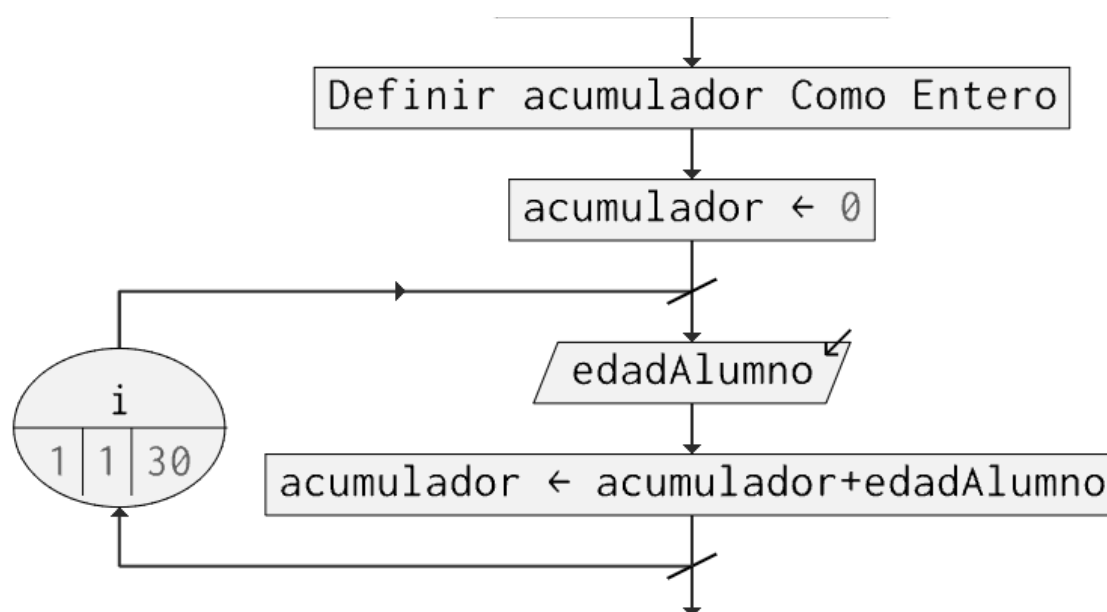 Definir acumulador Como Entero
acumulador ← 0
edadAlumno
i
1 1 30
acumulador ← acumulador+edadAlumno